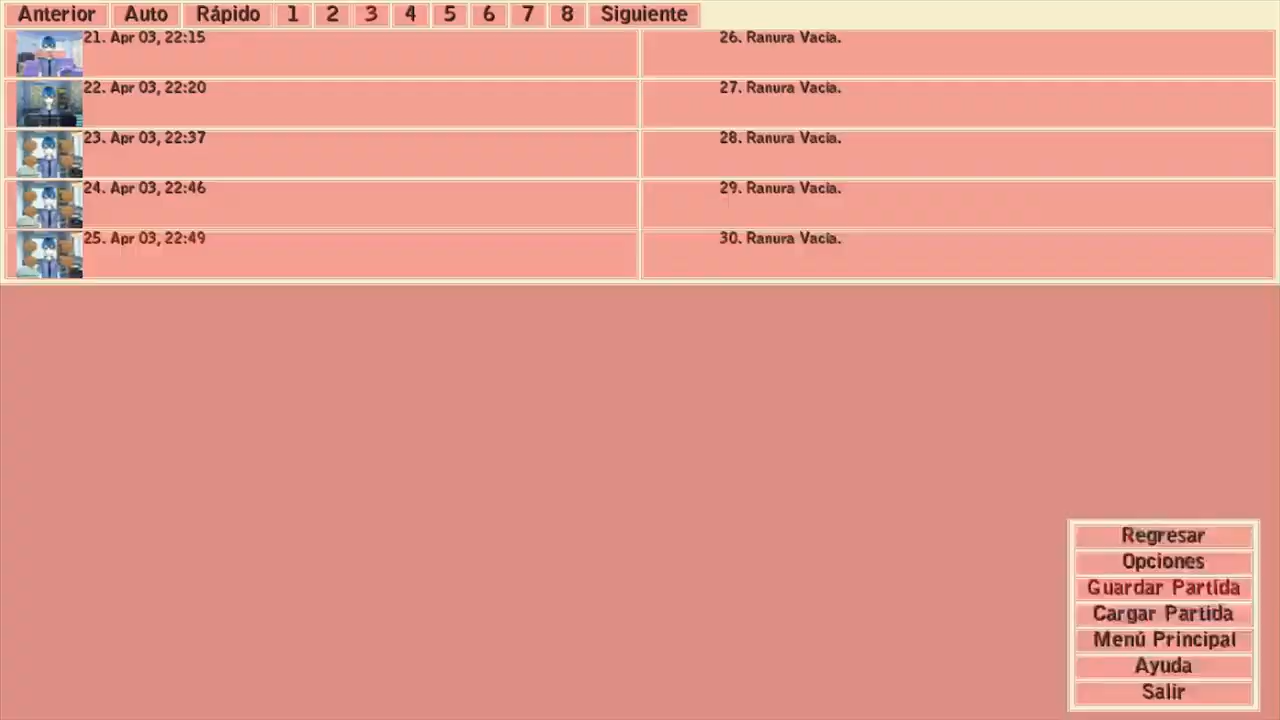 Anterior Auto Rápido 1 2 3 4 5 6 7 8 Siguiente
21. Apr 03, 22:15
22. Apr 03, 22:20
23. Apr 03, 22:37
24. Apr 03, 22:46
25. Apr 03, 22:49
26. Ranura Vacia.
27. Ranura Vacia.
28. Ranura Vacia.
29. Ranura Vacia.
30. Ranura Vacia.
Regresar
Opciones
Guardar Partida
Cargar Partida
Menú Principal
Ayuda
Salir